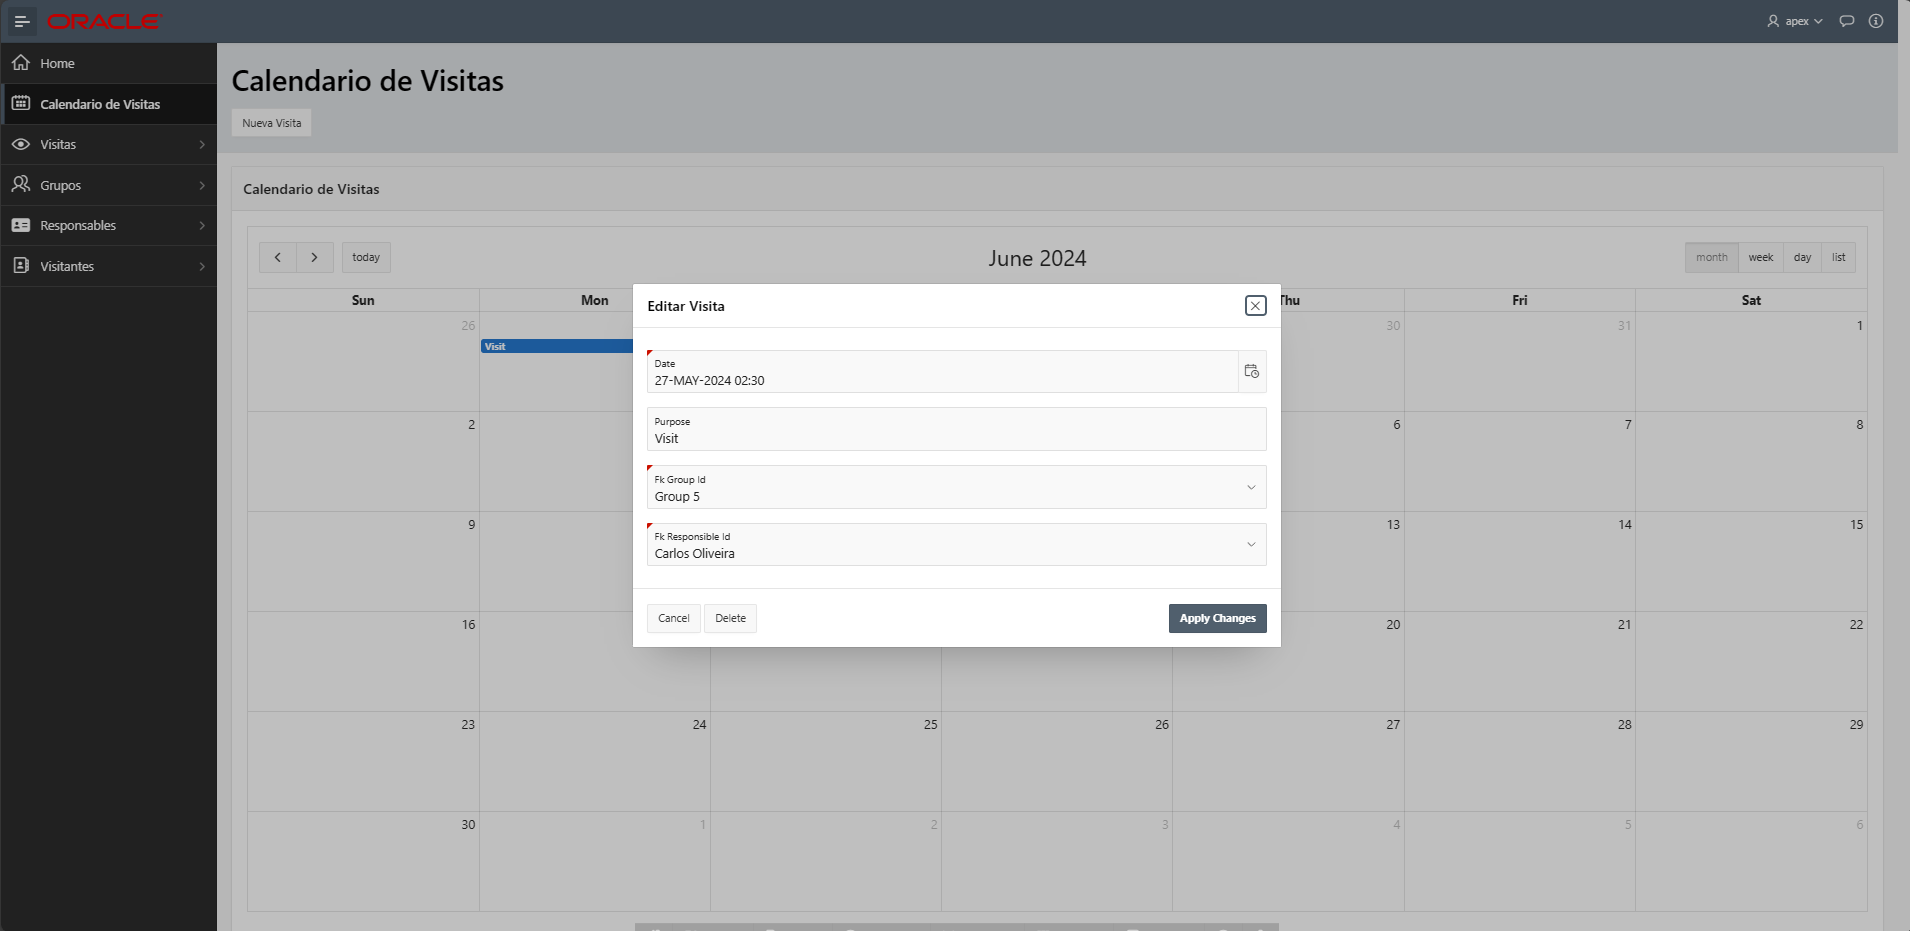 ORACLE
apex
Home
Calendario de Visitas
Visitas
Grupos
Responsables
Visitantes
Calendario de Visitas
Nueva Visita
Calendario de Visitas
today
June 2024
month week day list
Sun Mon Thu Fri Sat
26 30 31 1
Visit
2 6 7 8
9 13 14 15
16 20 21 22
23 24 25 26 27 28 29
30 1 2 3 4 5 6
Editar Visita
Date
27-MAY-2024 02:30
Purpose
Visit
Fk Group Id
Group 5
Fk Responsible Id
Carlos Oliveira
Cancel Delete Apply Changes